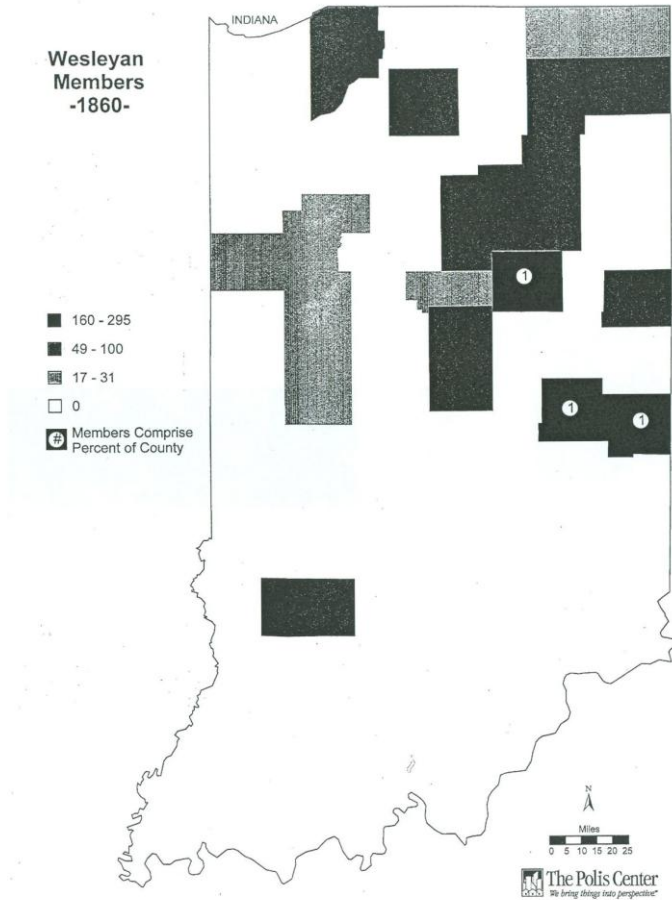 INDIANA
Wesleyan
Members
-1860-
160 - 295
49 - 100
17 - 31
0
# Members Comprise
Percent of County
1
1
1
N
Miles
0 5 10 15 20 25
The Polis Center
We bring things into perspective℠